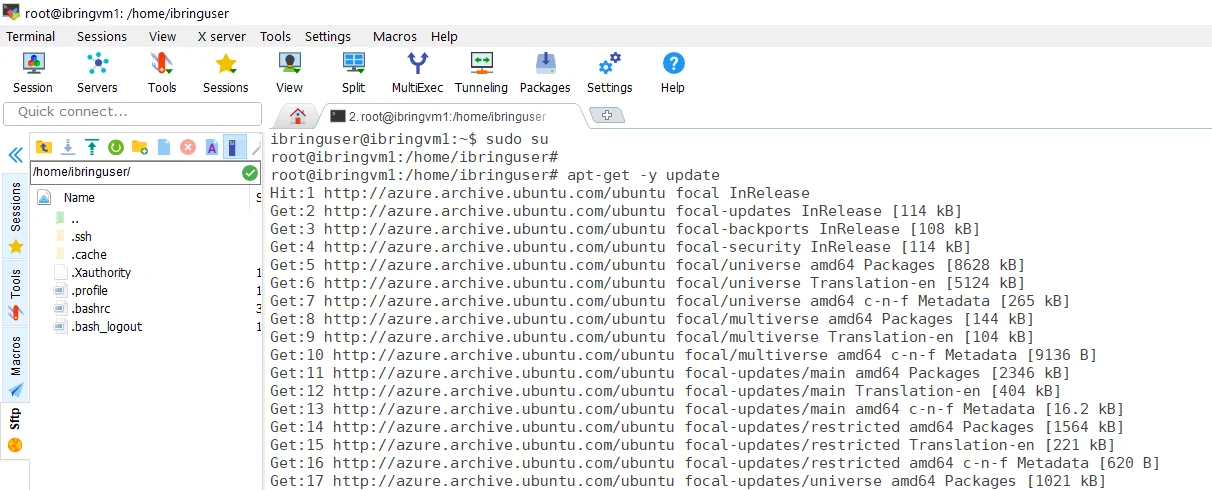 root@ibringvm1: /home/ibringuser
Terminal Sessions View X server Tools Settings Macros Help
Session Servers Tools Sessions View Split MultiExec Tunneling Packages Settings Help
Quick connect...
2. root@ibringvm1:/home/ibringuser
/home/ibringuser/
Name S
..
.ssh
.cache
.Xauthority 1
.profile 1
.bashrc 3
.bash_logout 1
Sessions
Tools
Macros
Sftp
ibringuser@ibringvm1:~$ sudo su
root@ibringvm1:/home/ibringuser#
root@ibringvm1:/home/ibringuser# apt-get -y update
Hit:1 http://azure.archive.ubuntu.com/ubuntu focal InRelease
Get:2 http://azure.archive.ubuntu.com/ubuntu focal-updates InRelease [114 kB]
Get:3 http://azure.archive.ubuntu.com/ubuntu focal-backports InRelease [108 kB]
Get:4 http://azure.archive.ubuntu.com/ubuntu focal-security InRelease [114 kB]
Get:5 http://azure.archive.ubuntu.com/ubuntu focal/universe amd64 Packages [8628 kB]
Get:6 http://azure.archive.ubuntu.com/ubuntu focal/universe Translation-en [5124 kB]
Get:7 http://azure.archive.ubuntu.com/ubuntu focal/universe amd64 c-n-f Metadata [265 kB]
Get:8 http://azure.archive.ubuntu.com/ubuntu focal/multiverse amd64 Packages [144 kB]
Get:9 http://azure.archive.ubuntu.com/ubuntu focal/multiverse Translation-en [104 kB]
Get:10 http://azure.archive.ubuntu.com/ubuntu focal/multiverse amd64 c-n-f Metadata [9136 B]
Get:11 http://azure.archive.ubuntu.com/ubuntu focal-updates/main amd64 Packages [2346 kB]
Get:12 http://azure.archive.ubuntu.com/ubuntu focal-updates/main Translation-en [404 kB]
Get:13 http://azure.archive.ubuntu.com/ubuntu focal-updates/main amd64 c-n-f Metadata [16.2 kB]
Get:14 http://azure.archive.ubuntu.com/ubuntu focal-updates/restricted amd64 Packages [1564 kB]
Get:15 http://azure.archive.ubuntu.com/ubuntu focal-updates/restricted Translation-en [221 kB]
Get:16 http://azure.archive.ubuntu.com/ubuntu focal-updates/restricted amd64 c-n-f Metadata [620 B]
Get:17 http://azure.archive.ubuntu.com/ubuntu focal-updates/universe amd64 Packages [1021 kB]